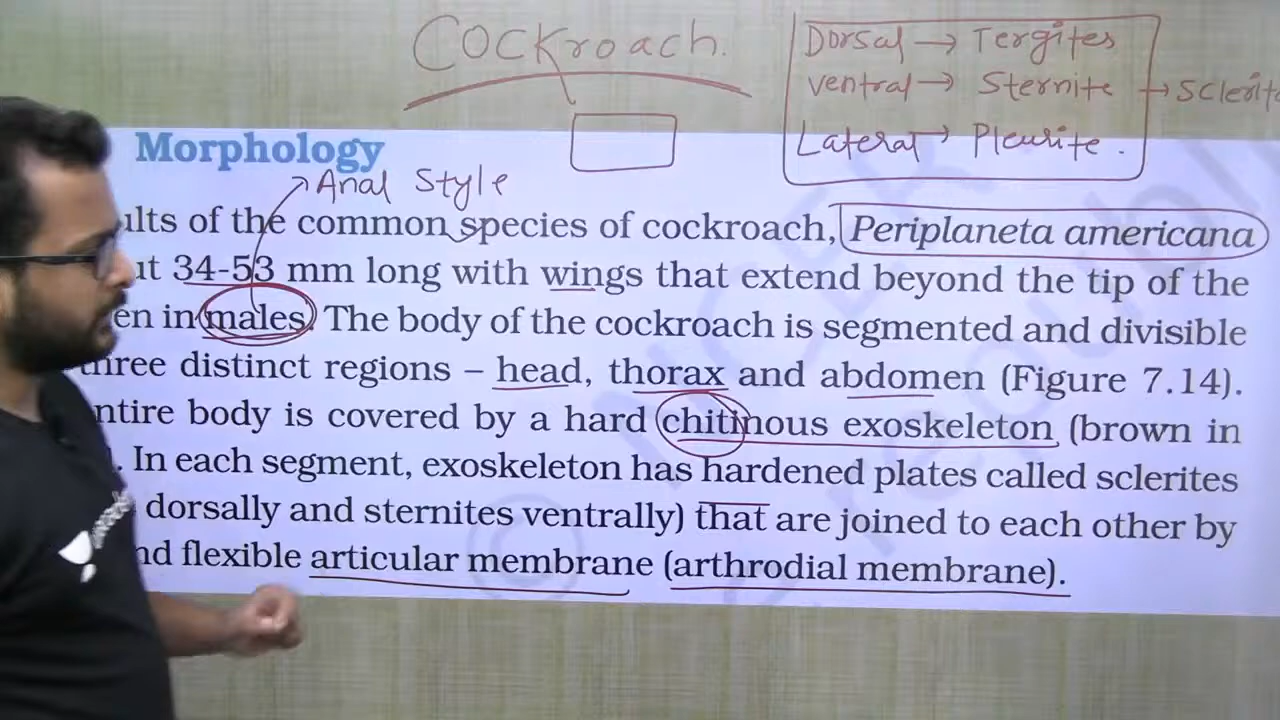 Cockroach.
Dorsal → Tergites
ventral → Sternite → Sclerite
Lateral → Pleurite.
Morphology
Anal Style
ults of the common species of cockroach, Periplaneta americana
ut 34-53 mm long with wings that extend beyond the tip of the
en in males. The body of the cockroach is segmented and divisible
three distinct regions – head, thorax and abdomen (Figure 7.14).
ntire body is covered by a hard chitinous exoskeleton (brown in
. In each segment, exoskeleton has hardened plates called sclerites
dorsally and sternites ventrally) that are joined to each other by
nd flexible articular membrane (arthrodial membrane).